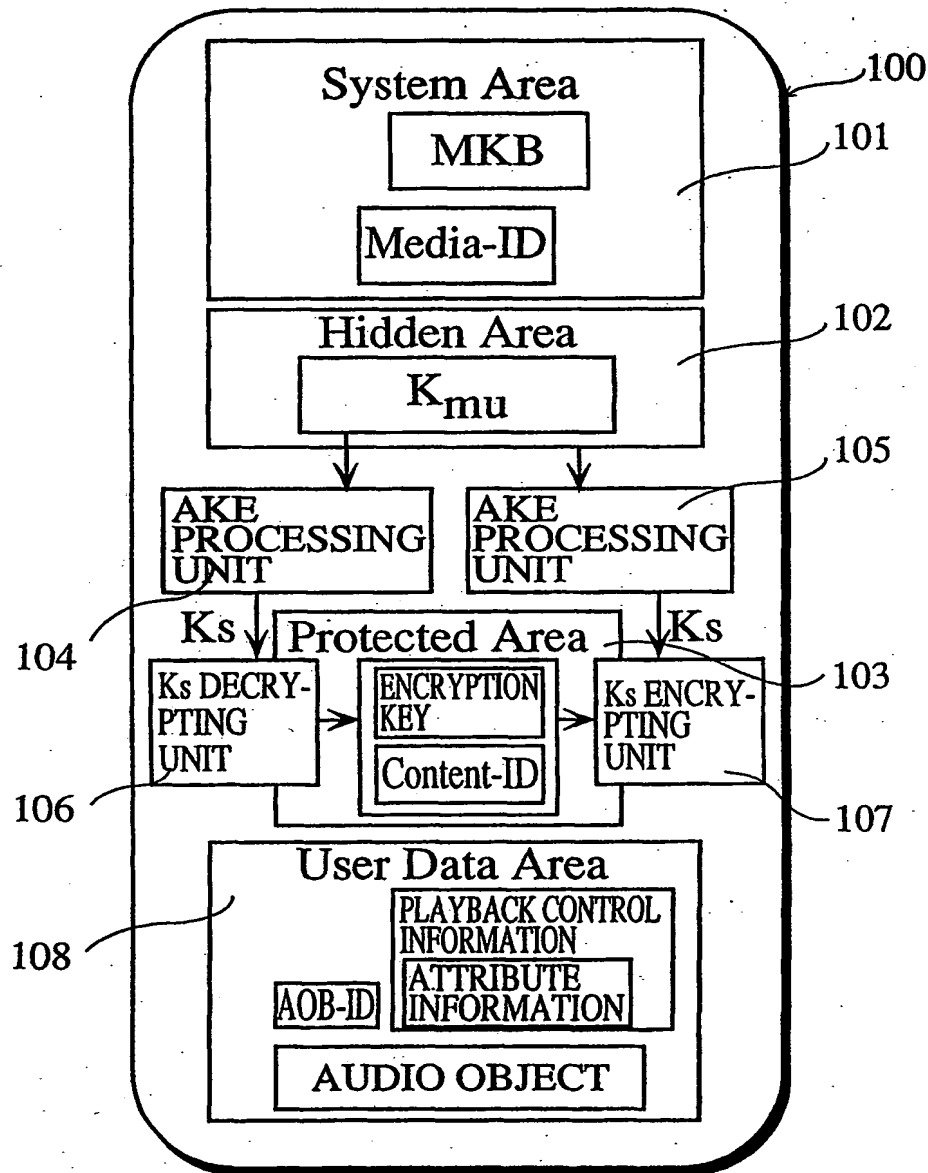 System Area
100
MKB
101
Media-ID
Hidden Area
102
Kmu
105
AKE
PROCESSING
UNIT
AKE
PROCESSING
UNIT
Ks
Ks
104
Protected Area
103
Ks DECRY-
PTING
UNIT
ENCRYPTION
KEY
Content-ID
Ks ENCRY-
PTING
UNIT
106
107
User Data Area
108
PLAYBACK CONTROL
INFORMATION
ATTRIBUTE
INFORMATION
AOB-ID
AUDIO OBJECT